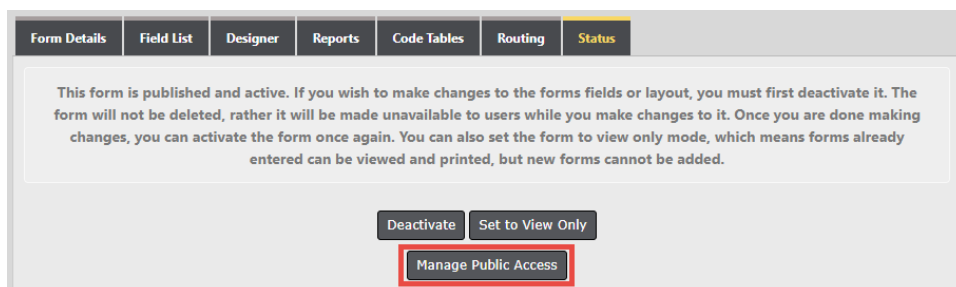 Form Details Field List Designer Reports Code Tables Routing Status
This form is published and active. If you wish to make changes to the forms fields or layout, you must first deactivate it. The
form will not be deleted, rather it will be made unavailable to users while you make changes to it. Once you are done making
changes, you can activate the form once again. You can also set the form to view only mode, which means forms already
entered can be viewed and printed, but new forms cannot be added.
Deactivate Set to View Only
Manage Public Access